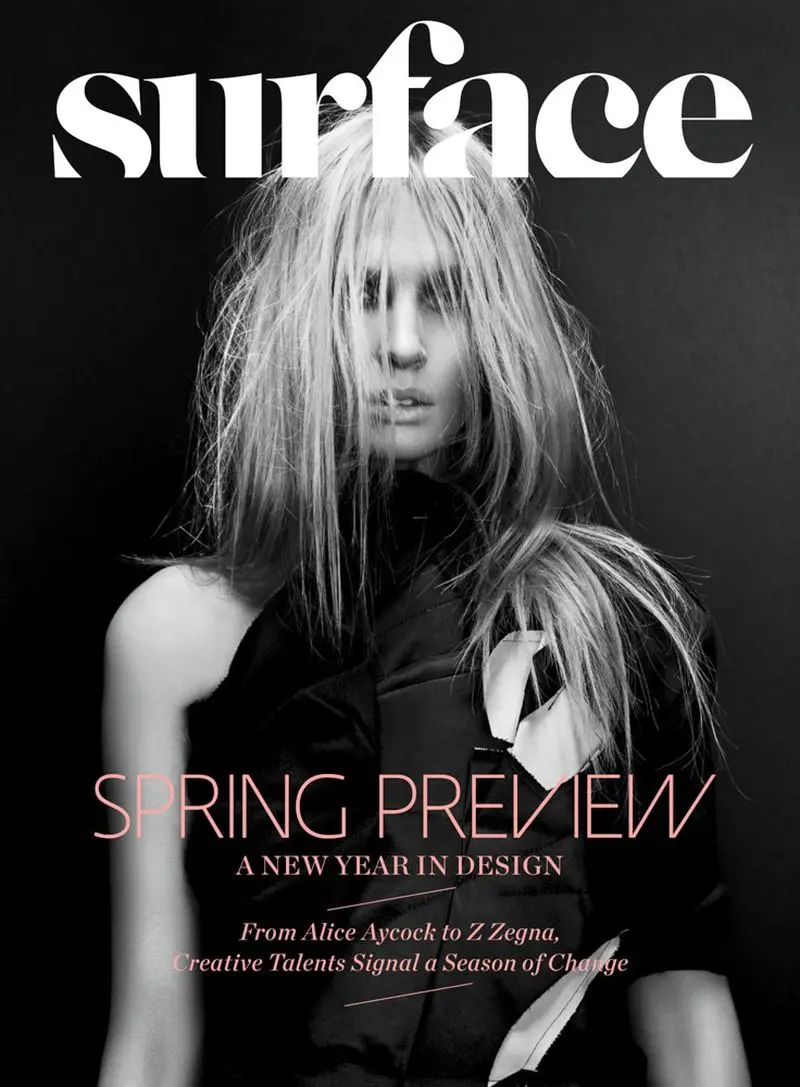 surface
SPRING PREVIEW
A NEW YEAR IN DESIGN
From Alice Aycock to Z Zegna,
Creative Talents Signal a Season of Change